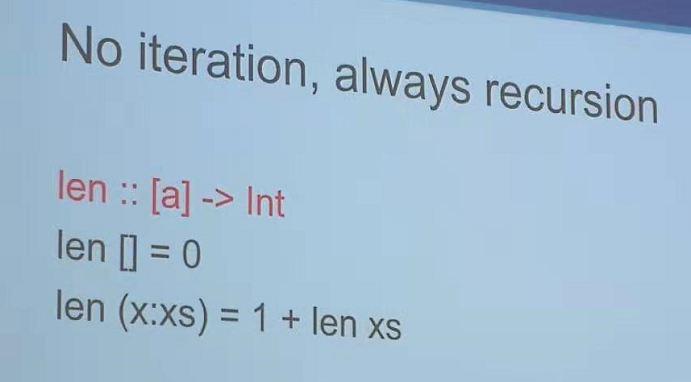 No iteration, always recursion
len :: [a] -> Int
len [] = 0
len (x:xs) = 1 + len xs